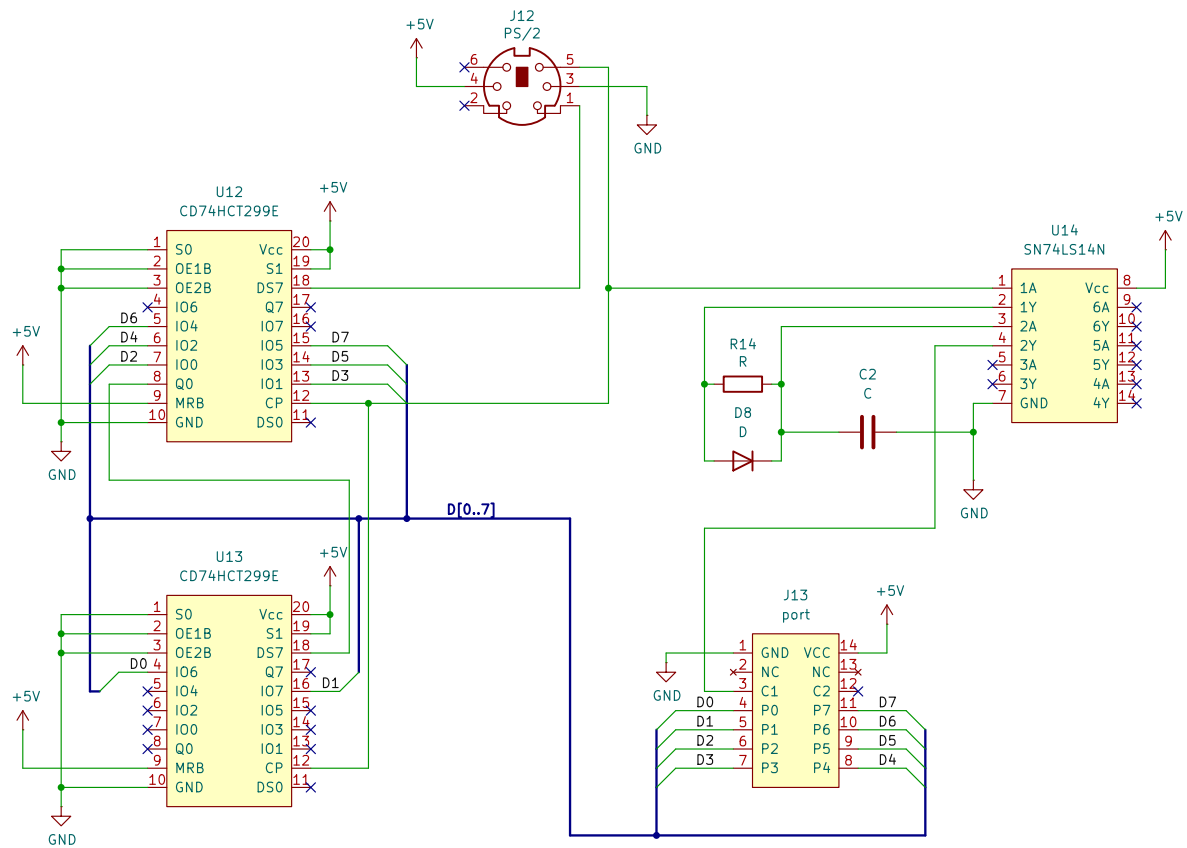 J12
PS/2
+5V
6 5
4 3
2 1
GND
U12
CD74HCT299E
+5V
1 S0 Vcc 20
2 OE1B S1 19
3 OE2B DS7 18
4 IO6 Q7 17
D6 5 IO4 IO7 16
D4 6 IO2 IO5 15 D7
D2 7 IO0 IO3 14 D5
8 Q0 IO1 13 D3
9 MRB CP 12
10 GND DS0 11
+5V
GND
U14
SN74LS14N
+5V
1 1A Vcc 8
2 1Y 6A 9
3 2A 6Y 10
4 2Y 5A 11
5 3A 5Y 12
6 3Y 4A 13
7 GND 4Y 14
R14
R
D8
D
C2
C
GND
D[0..7]
U13
CD74HCT299E
+5V
1 S0 Vcc 20
2 OE1B S1 19
3 OE2B DS7 18
D0 4 IO6 Q7 17
5 IO4 IO7 16 D1
6 IO2 IO5 15
7 IO0 IO3 14
8 Q0 IO1 13
9 MRB CP 12
10 GND DS0 11
+5V
GND
J13
port
+5V
1 GND VCC 14
2 NC NC 13
3 C1 C2 12
D0 4 P0 P7 11 D7
D1 5 P1 P6 10 D6
D2 6 P2 P5 9 D5
D3 7 P3 P4 8 D4
GND